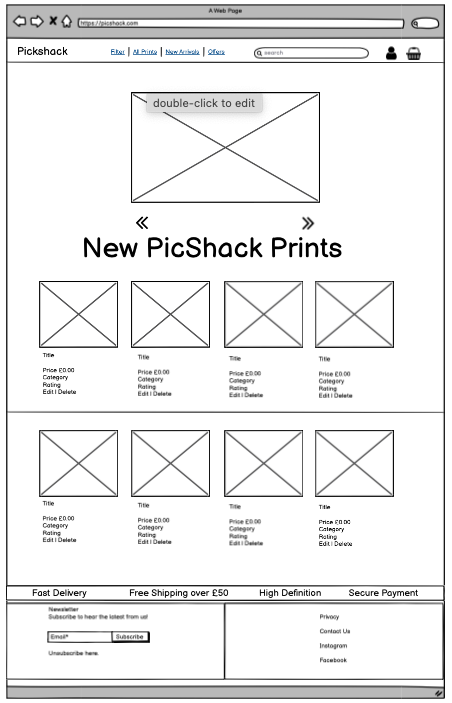 A Web Page
https://picshack.com
Pickshack
Filter | All Prints | New Arrivals | Offers
search
double-click to edit
New PicShack Prints
Title Title Title Title
Price £0.00 Price £0.00 Price £0.00 Price £0.00
Category Category Category Category
Rating Rating Rating Rating
Edit | Delete Edit | Delete Edit | Delete Edit | Delete
Title Title Title Title
Price £0.00 Price £0.00 Price £0.00 Price £0.00
Category Category Category Category
Rating Rating Rating Rating
Edit | Delete Edit | Delete Edit | Delete Edit | Delete
Fast Delivery Free Shipping over £50 High Definition Secure Payment
Newsletter
Subscribe to hear the latest from us!
Email* Subscribe
Unsubscribe here.
Privacy
Contact Us
Instagram
Facebook